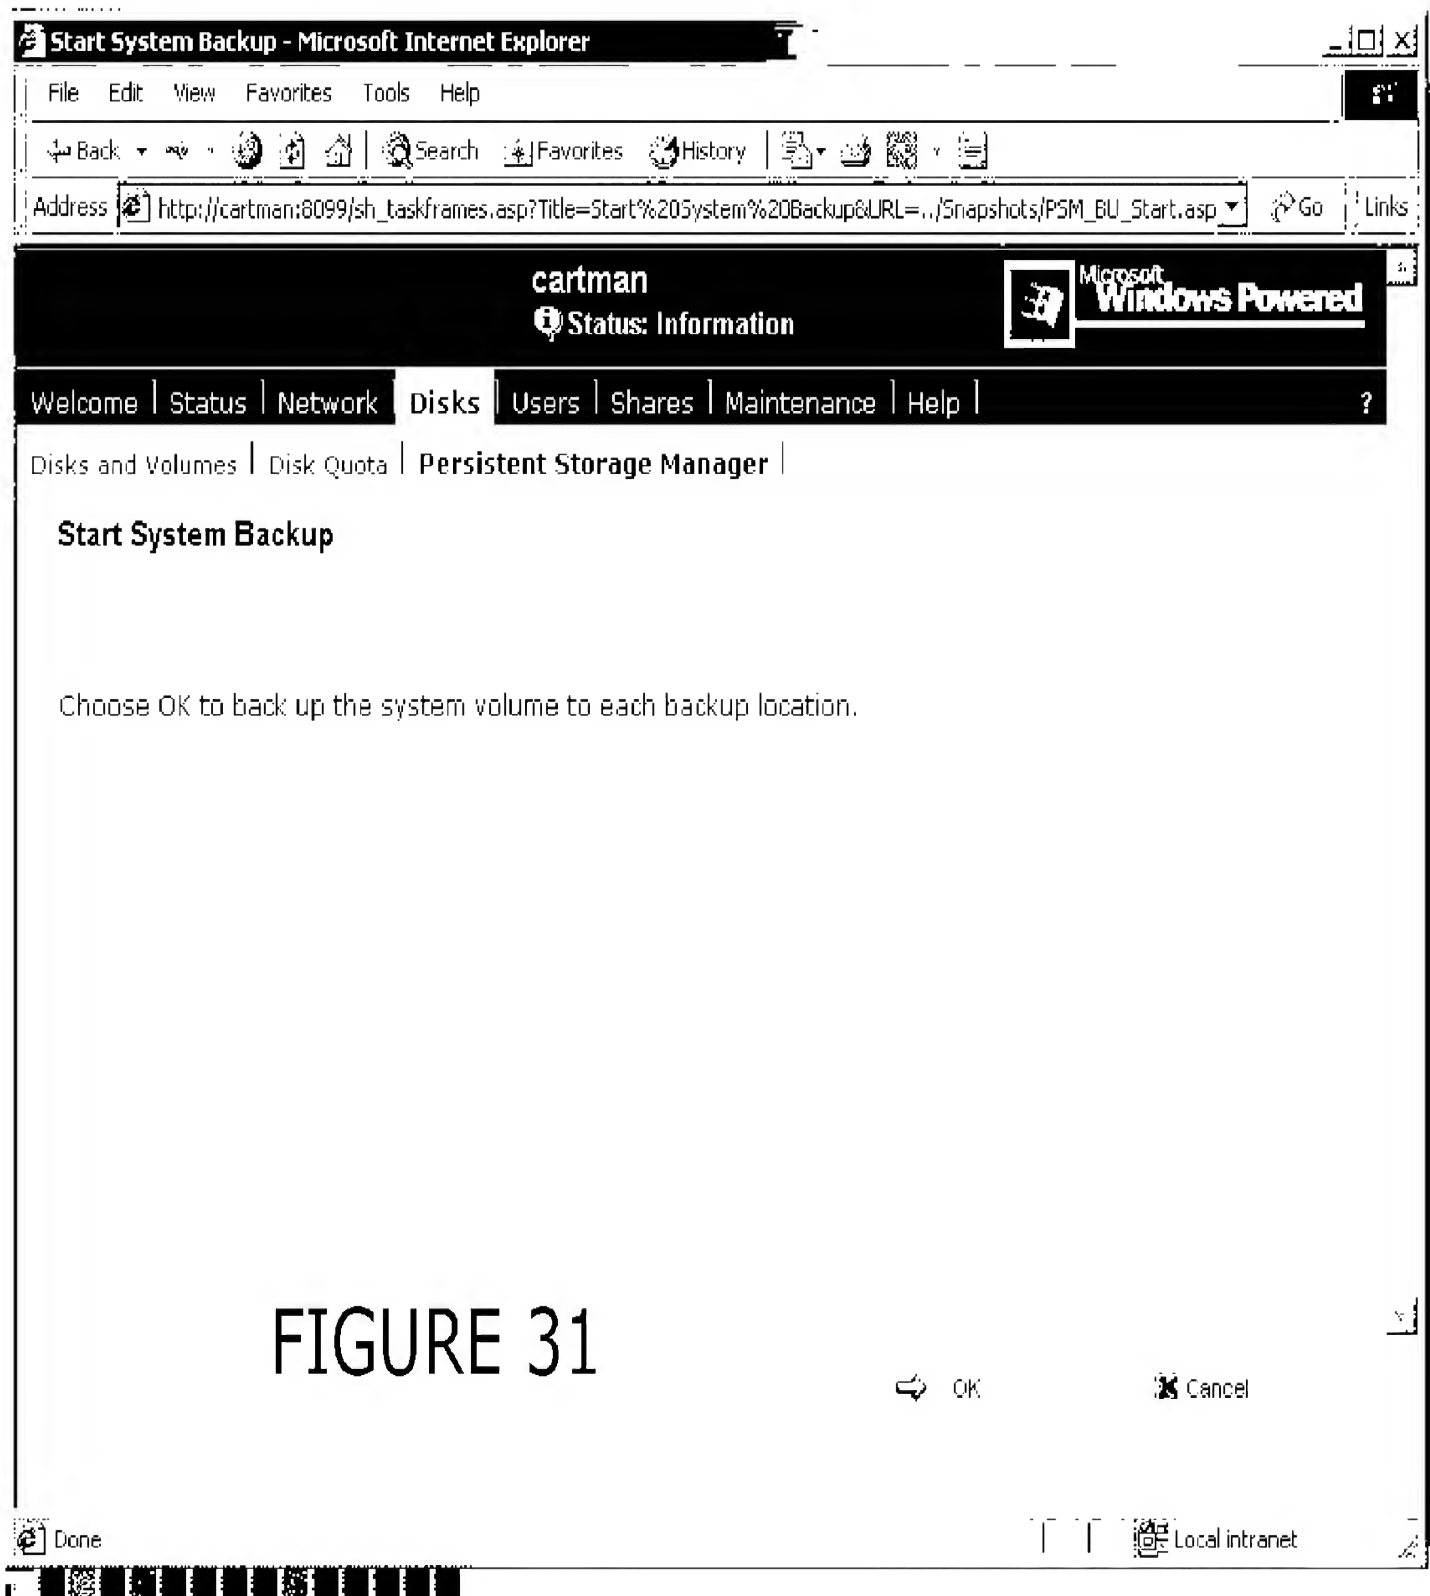 Start System Backup - Microsoft Internet Explorer
File Edit View Favorites Tools Help
Back Search Favorites History
Address http://cartman:8099/sh_taskframes.asp?Title=Start%20System%20Backup&URL=../Snapshots/PSM_BU_Start.asp Go Links
cartman
Status: Information
Microsoft
Windows Powered
Welcome | Status | Network | Disks | Users | Shares | Maintenance | Help | ?
Disks and Volumes | Disk Quota | Persistent Storage Manager |
Start System Backup
Choose OK to back up the system volume to each backup location.
FIGURE 31
OK Cancel
Done Local intranet